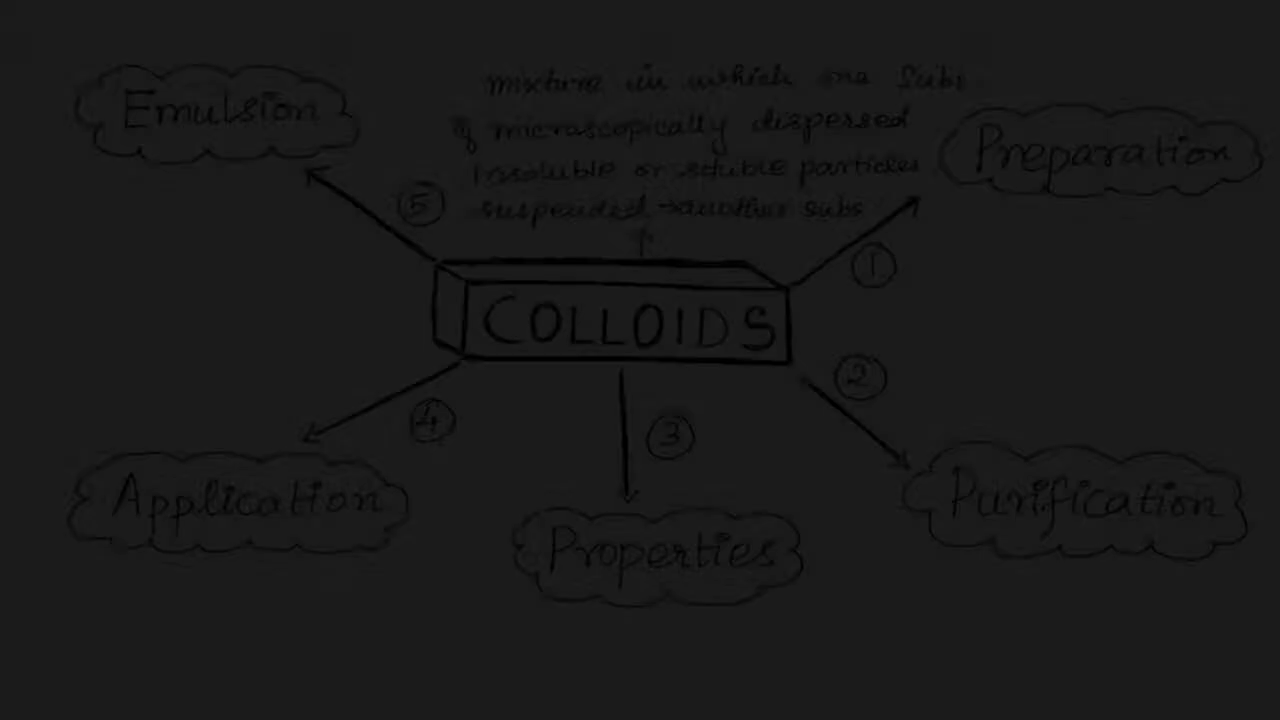 Emulsion
mixture in which one Subs
of microscopically dispersed
insoluble or soluble particles
suspended → another subs
Preparation
5
1
COLLOIDS
2
4
3
Application
Properties
Purification